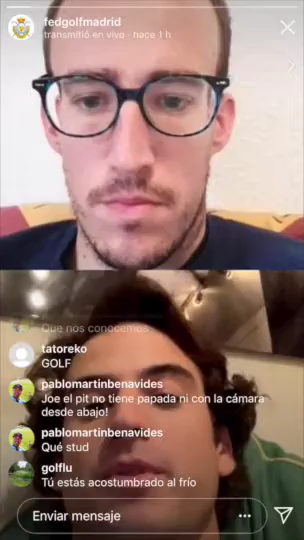 fedgolfmadrid
transmitió en vivo · hace 1 h
Que nos conocemos
tatoreko
GOLF
pablomartinbenavides
Joe el pit no tiene papada ni con la cámara
desde abajo!
pablomartinbenavides
Qué stud
golflu
Tú estás acostumbrado al frío
Enviar mensaje